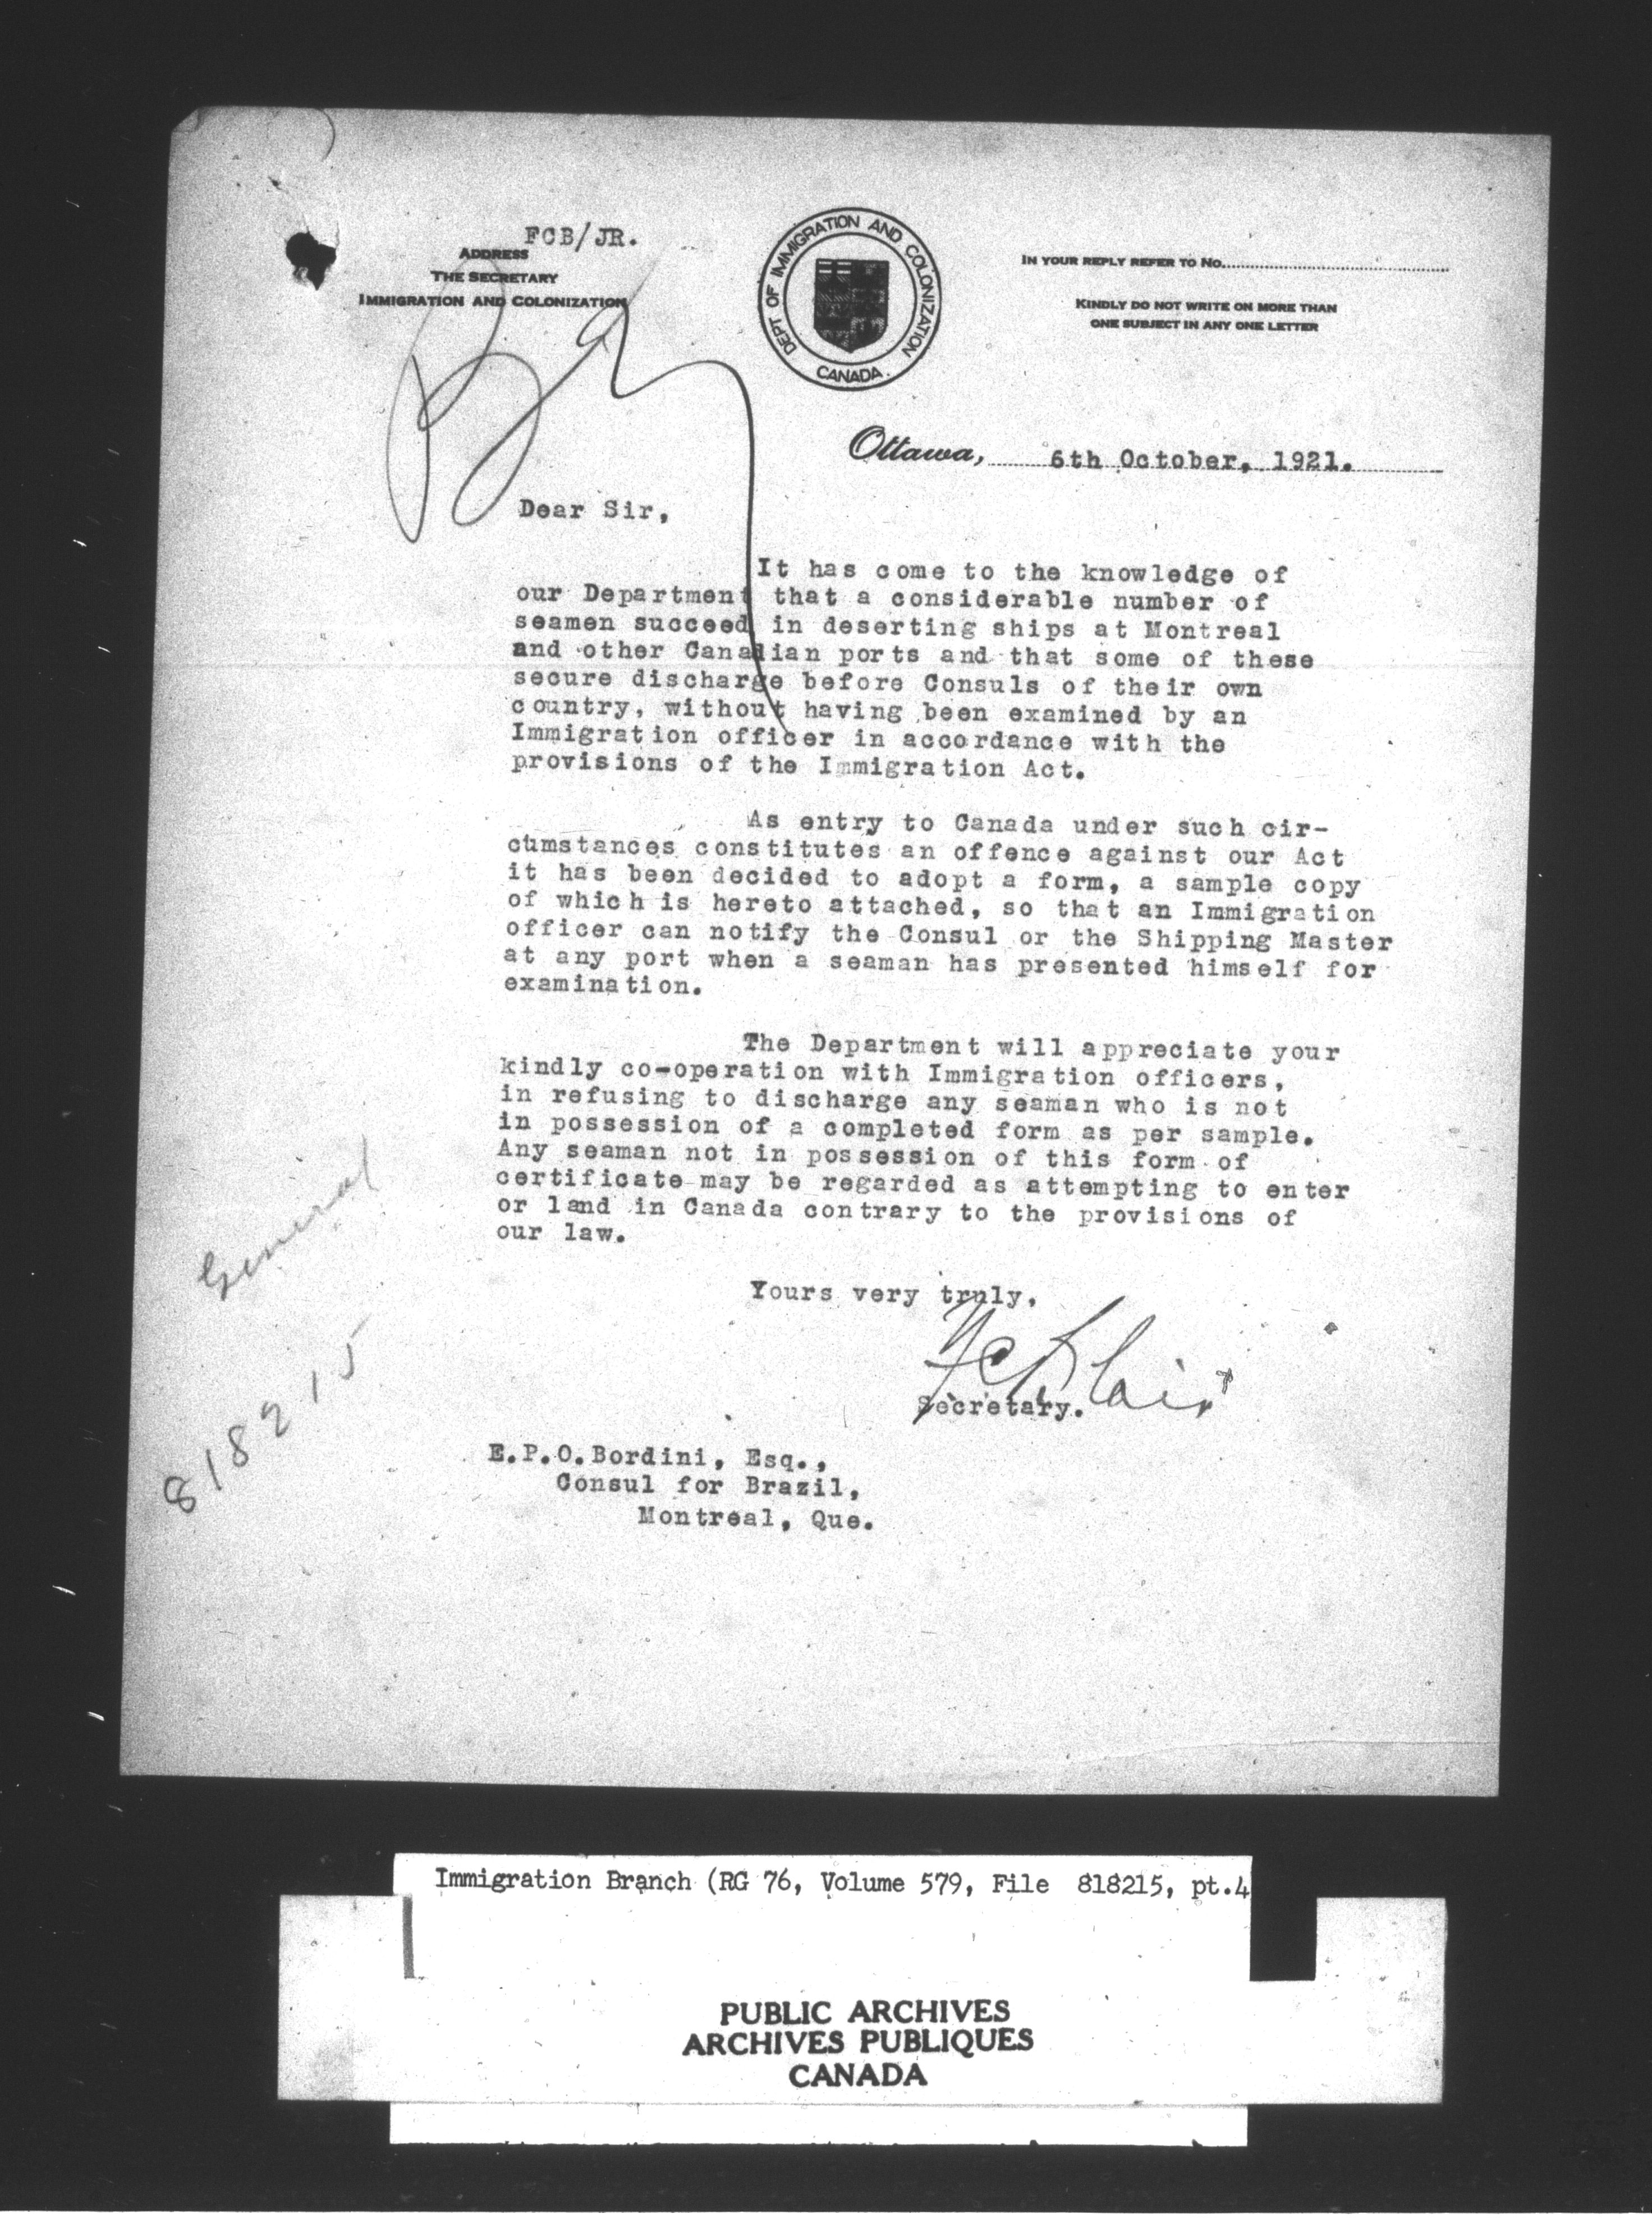 FCB/JR.
ADDRESS
THE SECRETARY
IMMIGRATION AND COLONIZATION
DEPT OF IMMIGRATION AND COLONIZATION
CANADA.
IN YOUR REPLY REFER TO No.
KINDLY DO NOT WRITE ON MORE THAN
ONE SUBJECT IN ANY ONE LETTER
Ottawa, 6th October, 1921.
Dear Sir,
It has come to the knowledge of
our Department that a considerable number of
seamen succeed in deserting ships at Montreal
and other Canadian ports and that some of these
secure discharge before Consuls of their own
country, without having been examined by an
Immigration officer in accordance with the
provisions of the Immigration Act.
As entry to Canada under such cir-
cumstances constitutes an offence against our Act
it has been decided to adopt a form, a sample copy
of which is hereto attached, so that an Immigration
officer can notify the Consul or the Shipping Master
at any port when a seaman has presented himself for
examination.
The Department will appreciate your
kindly co-operation with Immigration officers,
in refusing to discharge any seaman who is not
in possession of a completed form as per sample.
Any seaman not in possession of this form of
certificate may be regarded as attempting to enter
or land in Canada contrary to the provisions of
our law.
General
818215
Yours very truly,
FCBlair
Secretary.
E.P.O.Bordini, Esq.,
Consul for Brazil,
Montreal, Que.
Immigration Branch (RG 76, Volume 579, File 818215, pt.4
PUBLIC ARCHIVES
ARCHIVES PUBLIQUES
CANADA